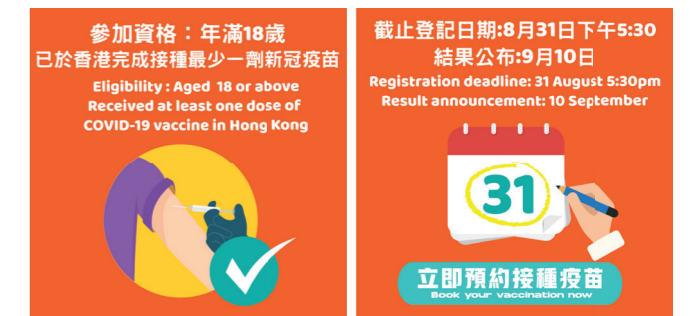 參加資格：年滿18歲
已於香港完成接種最少一劑新冠疫苗
Eligibility : Aged 18 or above
Received at least one dose of
COVID-19 vaccine in Hong Kong
截止登記日期:8月31日下午5:30
結果公布:9月10日
Registration deadline: 31 August 5:30pm
Result announcement: 10 September
31
立即預約接種疫苗
Book your vaccination now